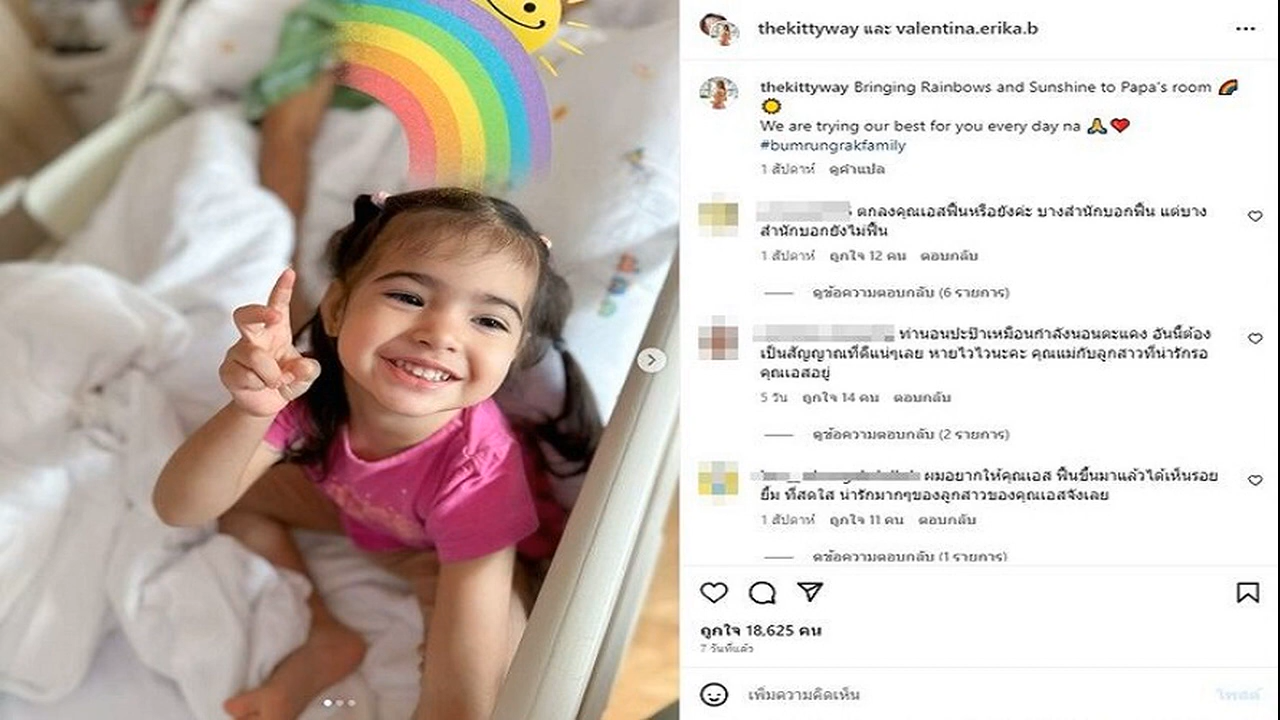 thekittyway และ valentina.erika.b
thekittyway Bringing Rainbows and Sunshine to Papa's room 🌈
🌞
We are trying our best for you every day na 🙏❤️
#bumrungrakfamily
1 สัปดาห์ ดูคำแปล
ตกลงคุณเอสฟื้นหรือยังค่ะ บางสำนักบอกฟื้น แต่บาง
สำนักบอกยังไม่ฟื้น
1 สัปดาห์ ถูกใจ 12 คน ตอบกลับ
ดูข้อความตอบกลับ (6 รายการ)
ท่านอนปะป๊าเหมือนกำลังนอนตะแคง อันนี้ต้อง
เป็นสัญญาณที่ดีแน่ๆเลย หายไวไวนะคะ คุณแม่กับลูกสาวที่น่ารักรอ
คุณเอสอยู่
5 วัน ถูกใจ 14 คน ตอบกลับ
ดูข้อความตอบกลับ (2 รายการ)
ผมอยากให้คุณเอส ฟื้นขึ้นมาแล้วได้เห็นรอย
ยิ้ม ที่สดใส น่ารักมากๆของลูกสาวของคุณเอสจังเลย
1 สัปดาห์ ถูกใจ 11 คน ตอบกลับ
ดูข้อความตอบกลับ (1 รายการ)
ถูกใจ 18,625 คน
7 วันที่แล้ว
เพิ่มความคิดเห็น
โพสต์